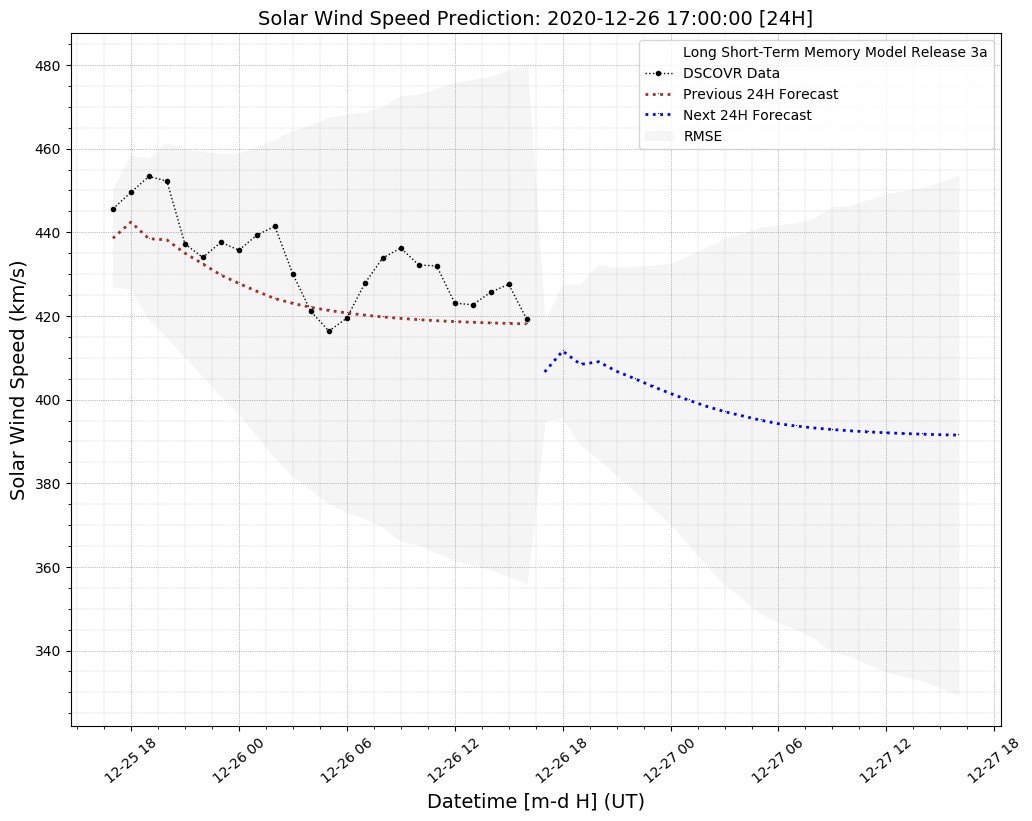 Solar Wind Speed Prediction: 2020-12-26 17:00:00 [24H]
Long Short-Term Memory Model Release 3a
DSCOVR Data
Previous 24H Forecast
Next 24H Forecast
RMSE
Solar Wind Speed (km/s)
480
460
440
420
400
380
360
340
12-25 18
12-26 00
12-26 06
12-26 12
12-26 18
12-27 00
12-27 06
12-27 12
12-27 18
Datetime [m-d H] (UT)